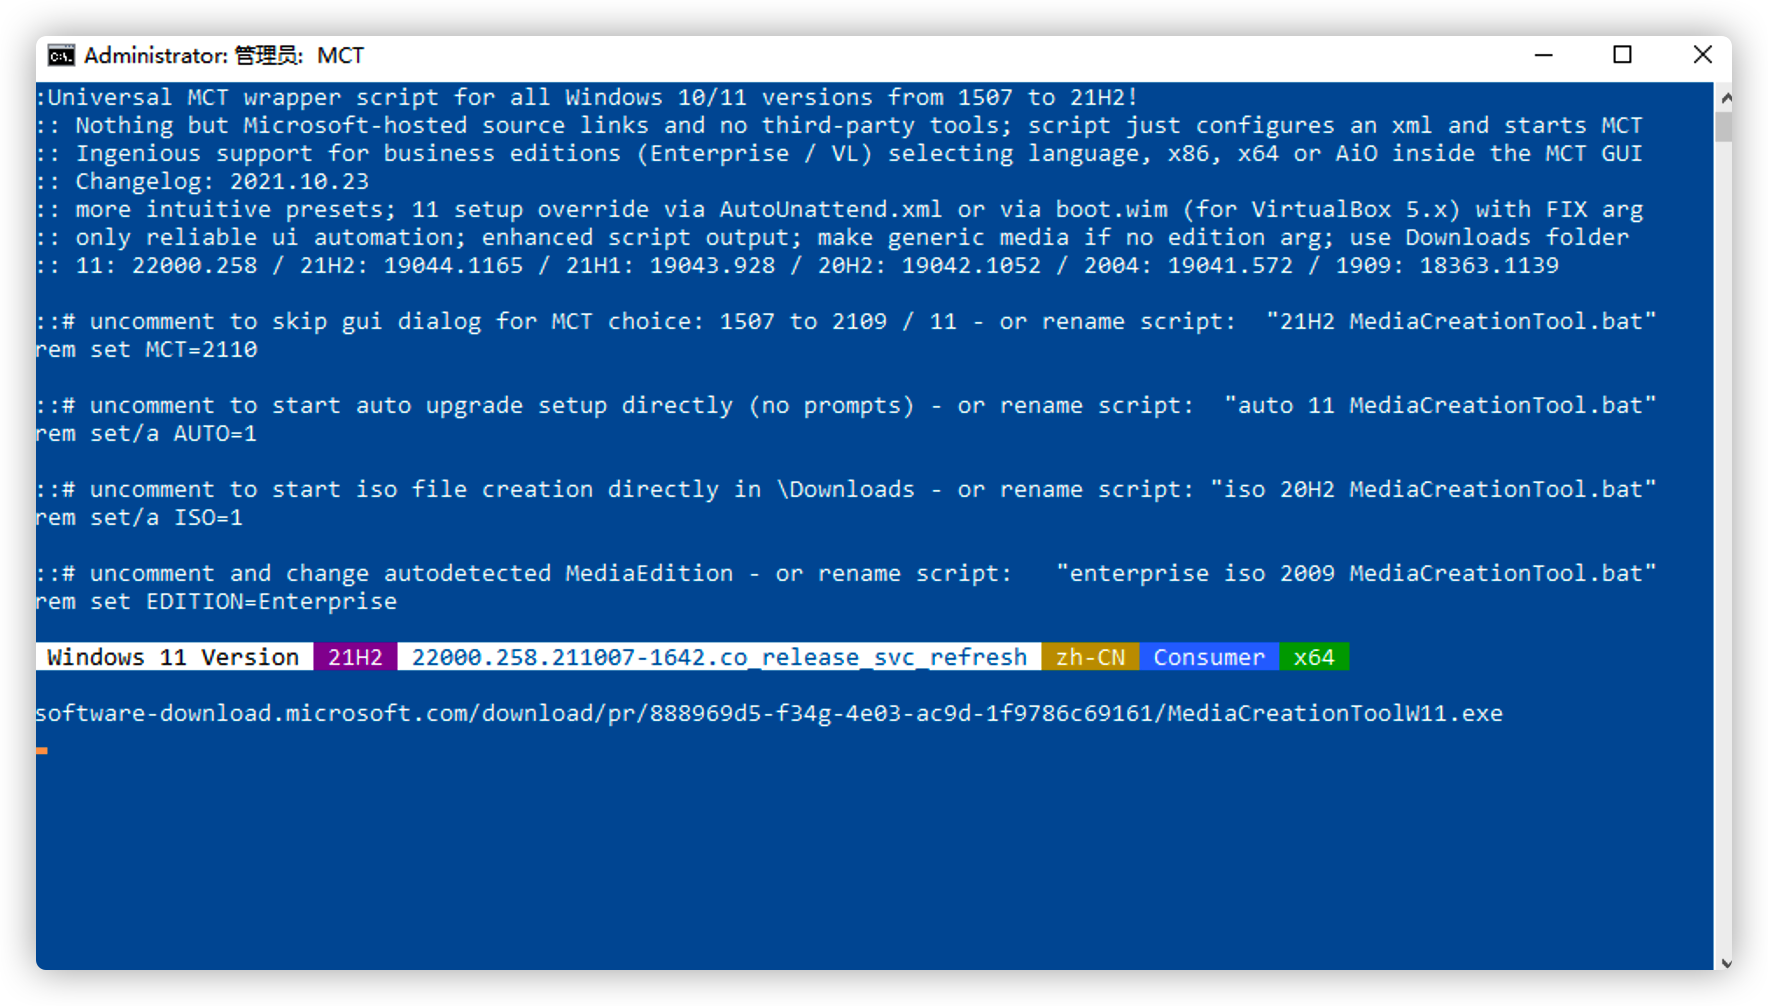 Administrator: 管理员:  MCT
:Universal MCT wrapper script for all Windows 10/11 versions from 1507 to 21H2!
:: Nothing but Microsoft-hosted source links and no third-party tools; script just configures an xml and starts MCT
:: Ingenious support for business editions (Enterprise / VL) selecting language, x86, x64 or AiO inside the MCT GUI
:: Changelog: 2021.10.23
:: more intuitive presets; 11 setup override via AutoUnattend.xml or via boot.wim (for VirtualBox 5.x) with FIX arg
:: only reliable ui automation; enhanced script output; make generic media if no edition arg; use Downloads folder
:: 11: 22000.258 / 21H2: 19044.1165 / 21H1: 19043.928 / 20H2: 19042.1052 / 2004: 19041.572 / 1909: 18363.1139
::# uncomment to skip gui dialog for MCT choice: 1507 to 2109 / 11 - or rename script:  "21H2 MediaCreationTool.bat"
rem set MCT=2110
::# uncomment to start auto upgrade setup directly (no prompts) - or rename script:  "auto 11 MediaCreationTool.bat"
rem set/a AUTO=1
::# uncomment to start iso file creation directly in \Downloads - or rename script: "iso 20H2 MediaCreationTool.bat"
rem set/a ISO=1
::# uncomment and change autodetected MediaEdition - or rename script:   "enterprise iso 2009 MediaCreationTool.bat"
rem set EDITION=Enterprise
Windows 11 Version 21H2 22000.258.211007-1642.co_release_svc_refresh zh-CN Consumer x64
software-download.microsoft.com/download/pr/888969d5-f34g-4e03-ac9d-1f9786c69161/MediaCreationToolW11.exe